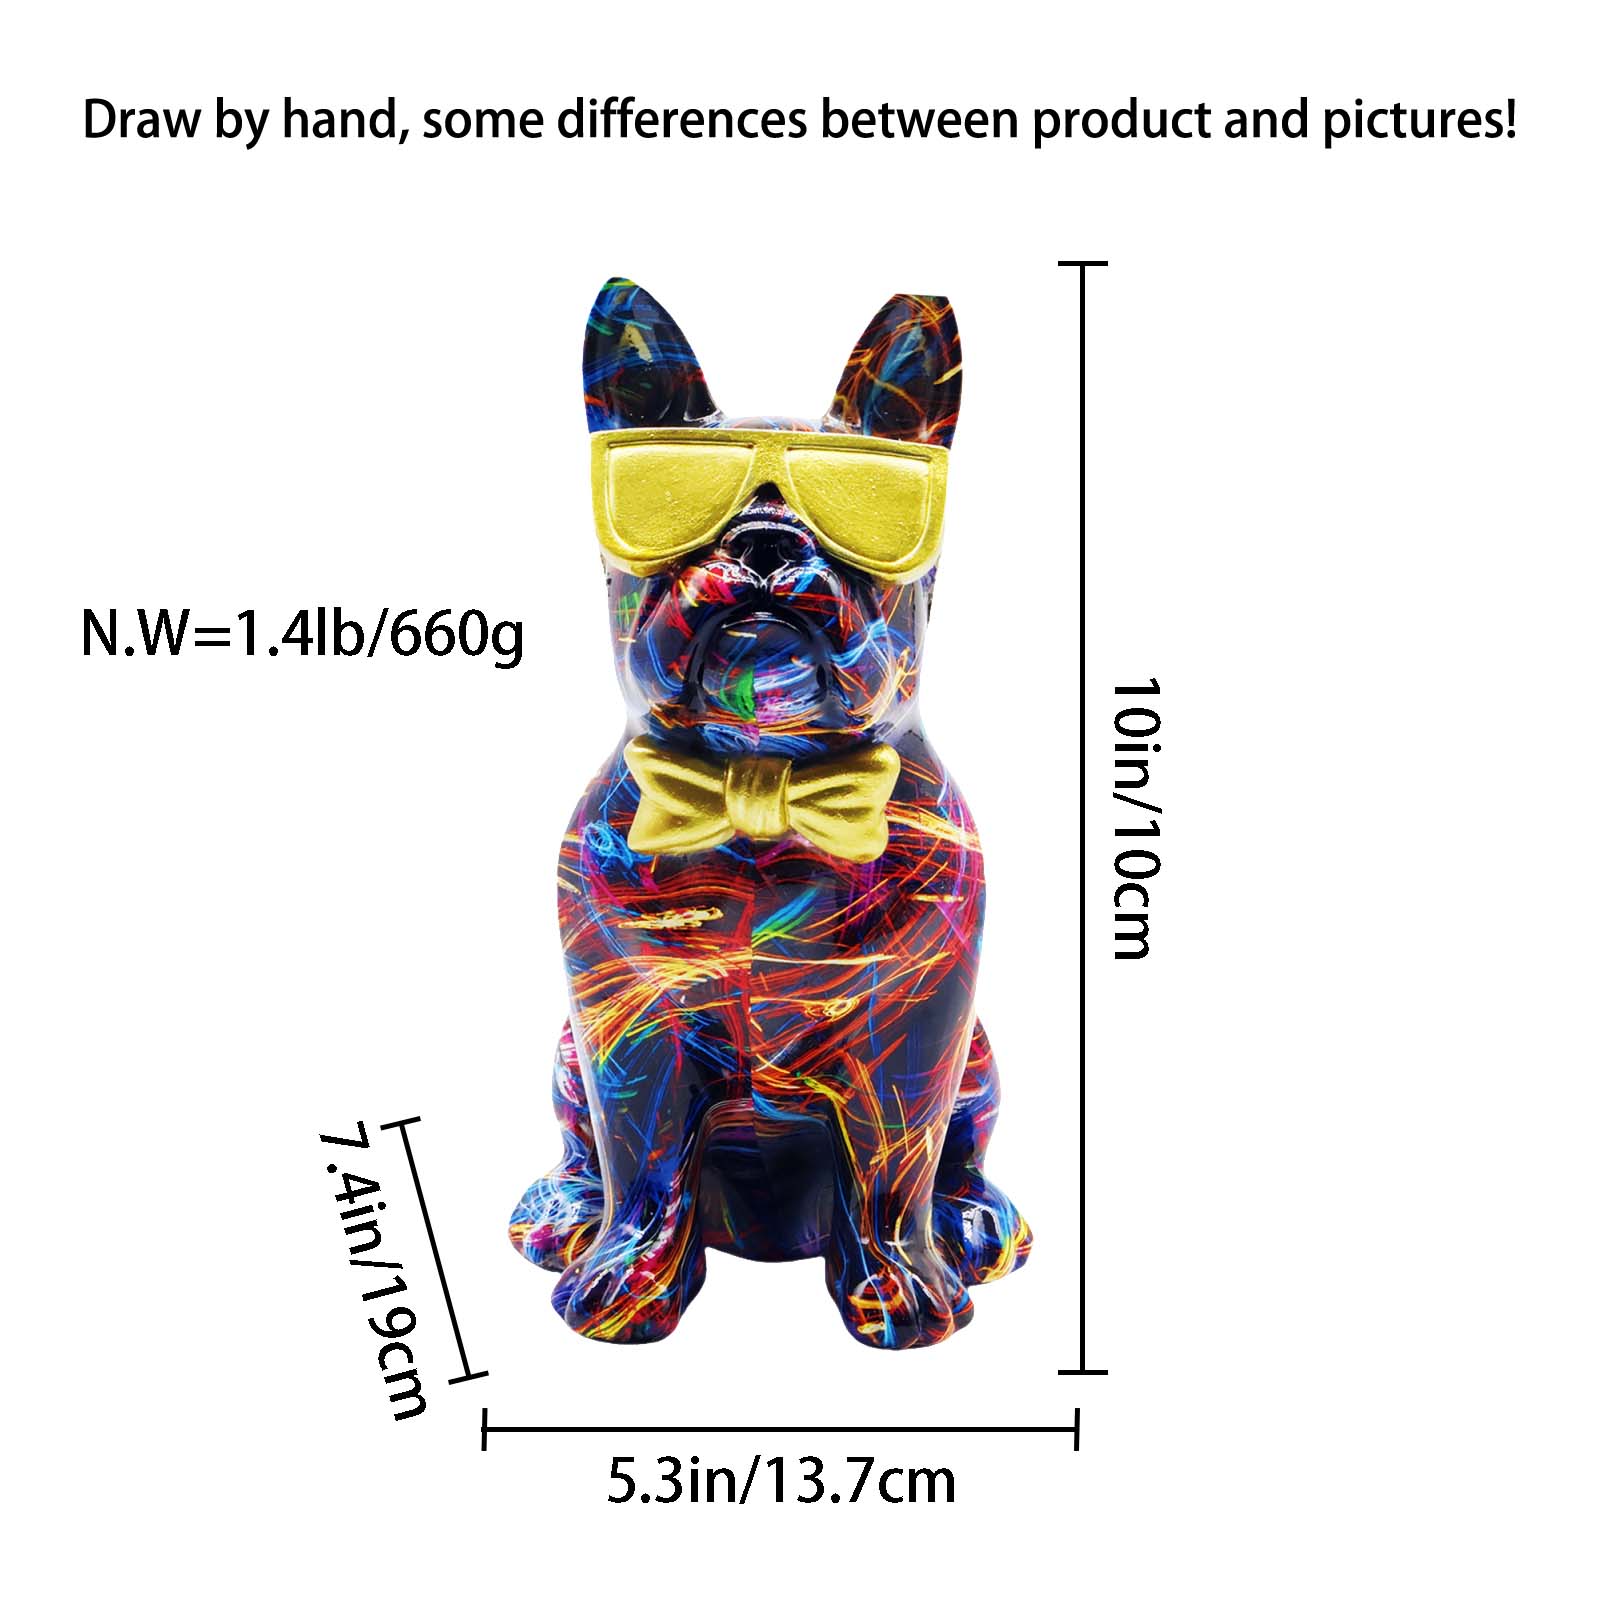 Draw by hand, some differences between product and pictures!
N.W=1.4lb/660g
10in/10cm
7.4in/19cm
5.3in/13.7cm